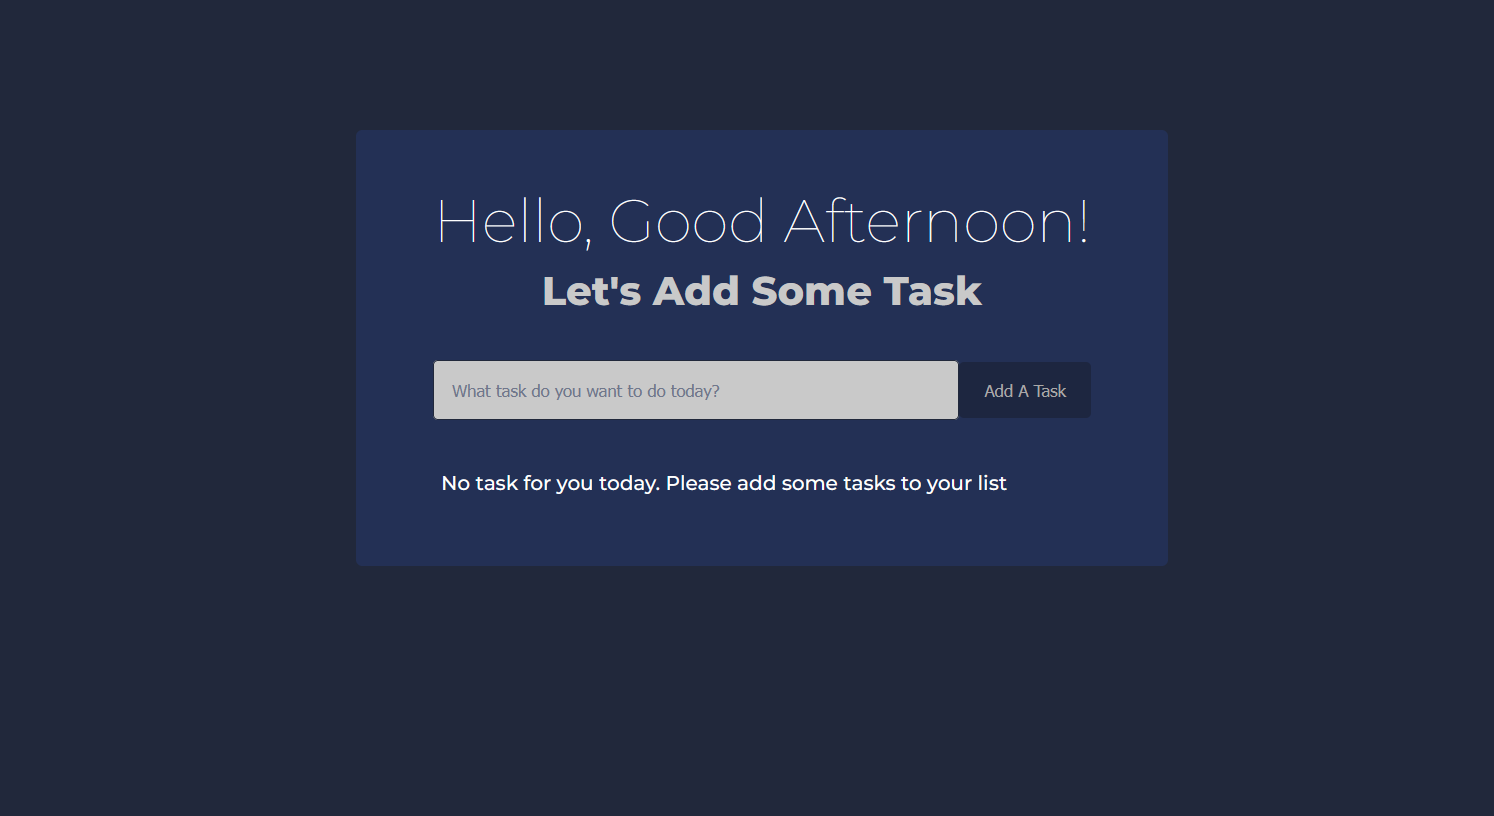 Hello, Good Afternoon!
Let's Add Some Task
What task do you want to do today?
Add A Task
No task for you today. Please add some tasks to your list